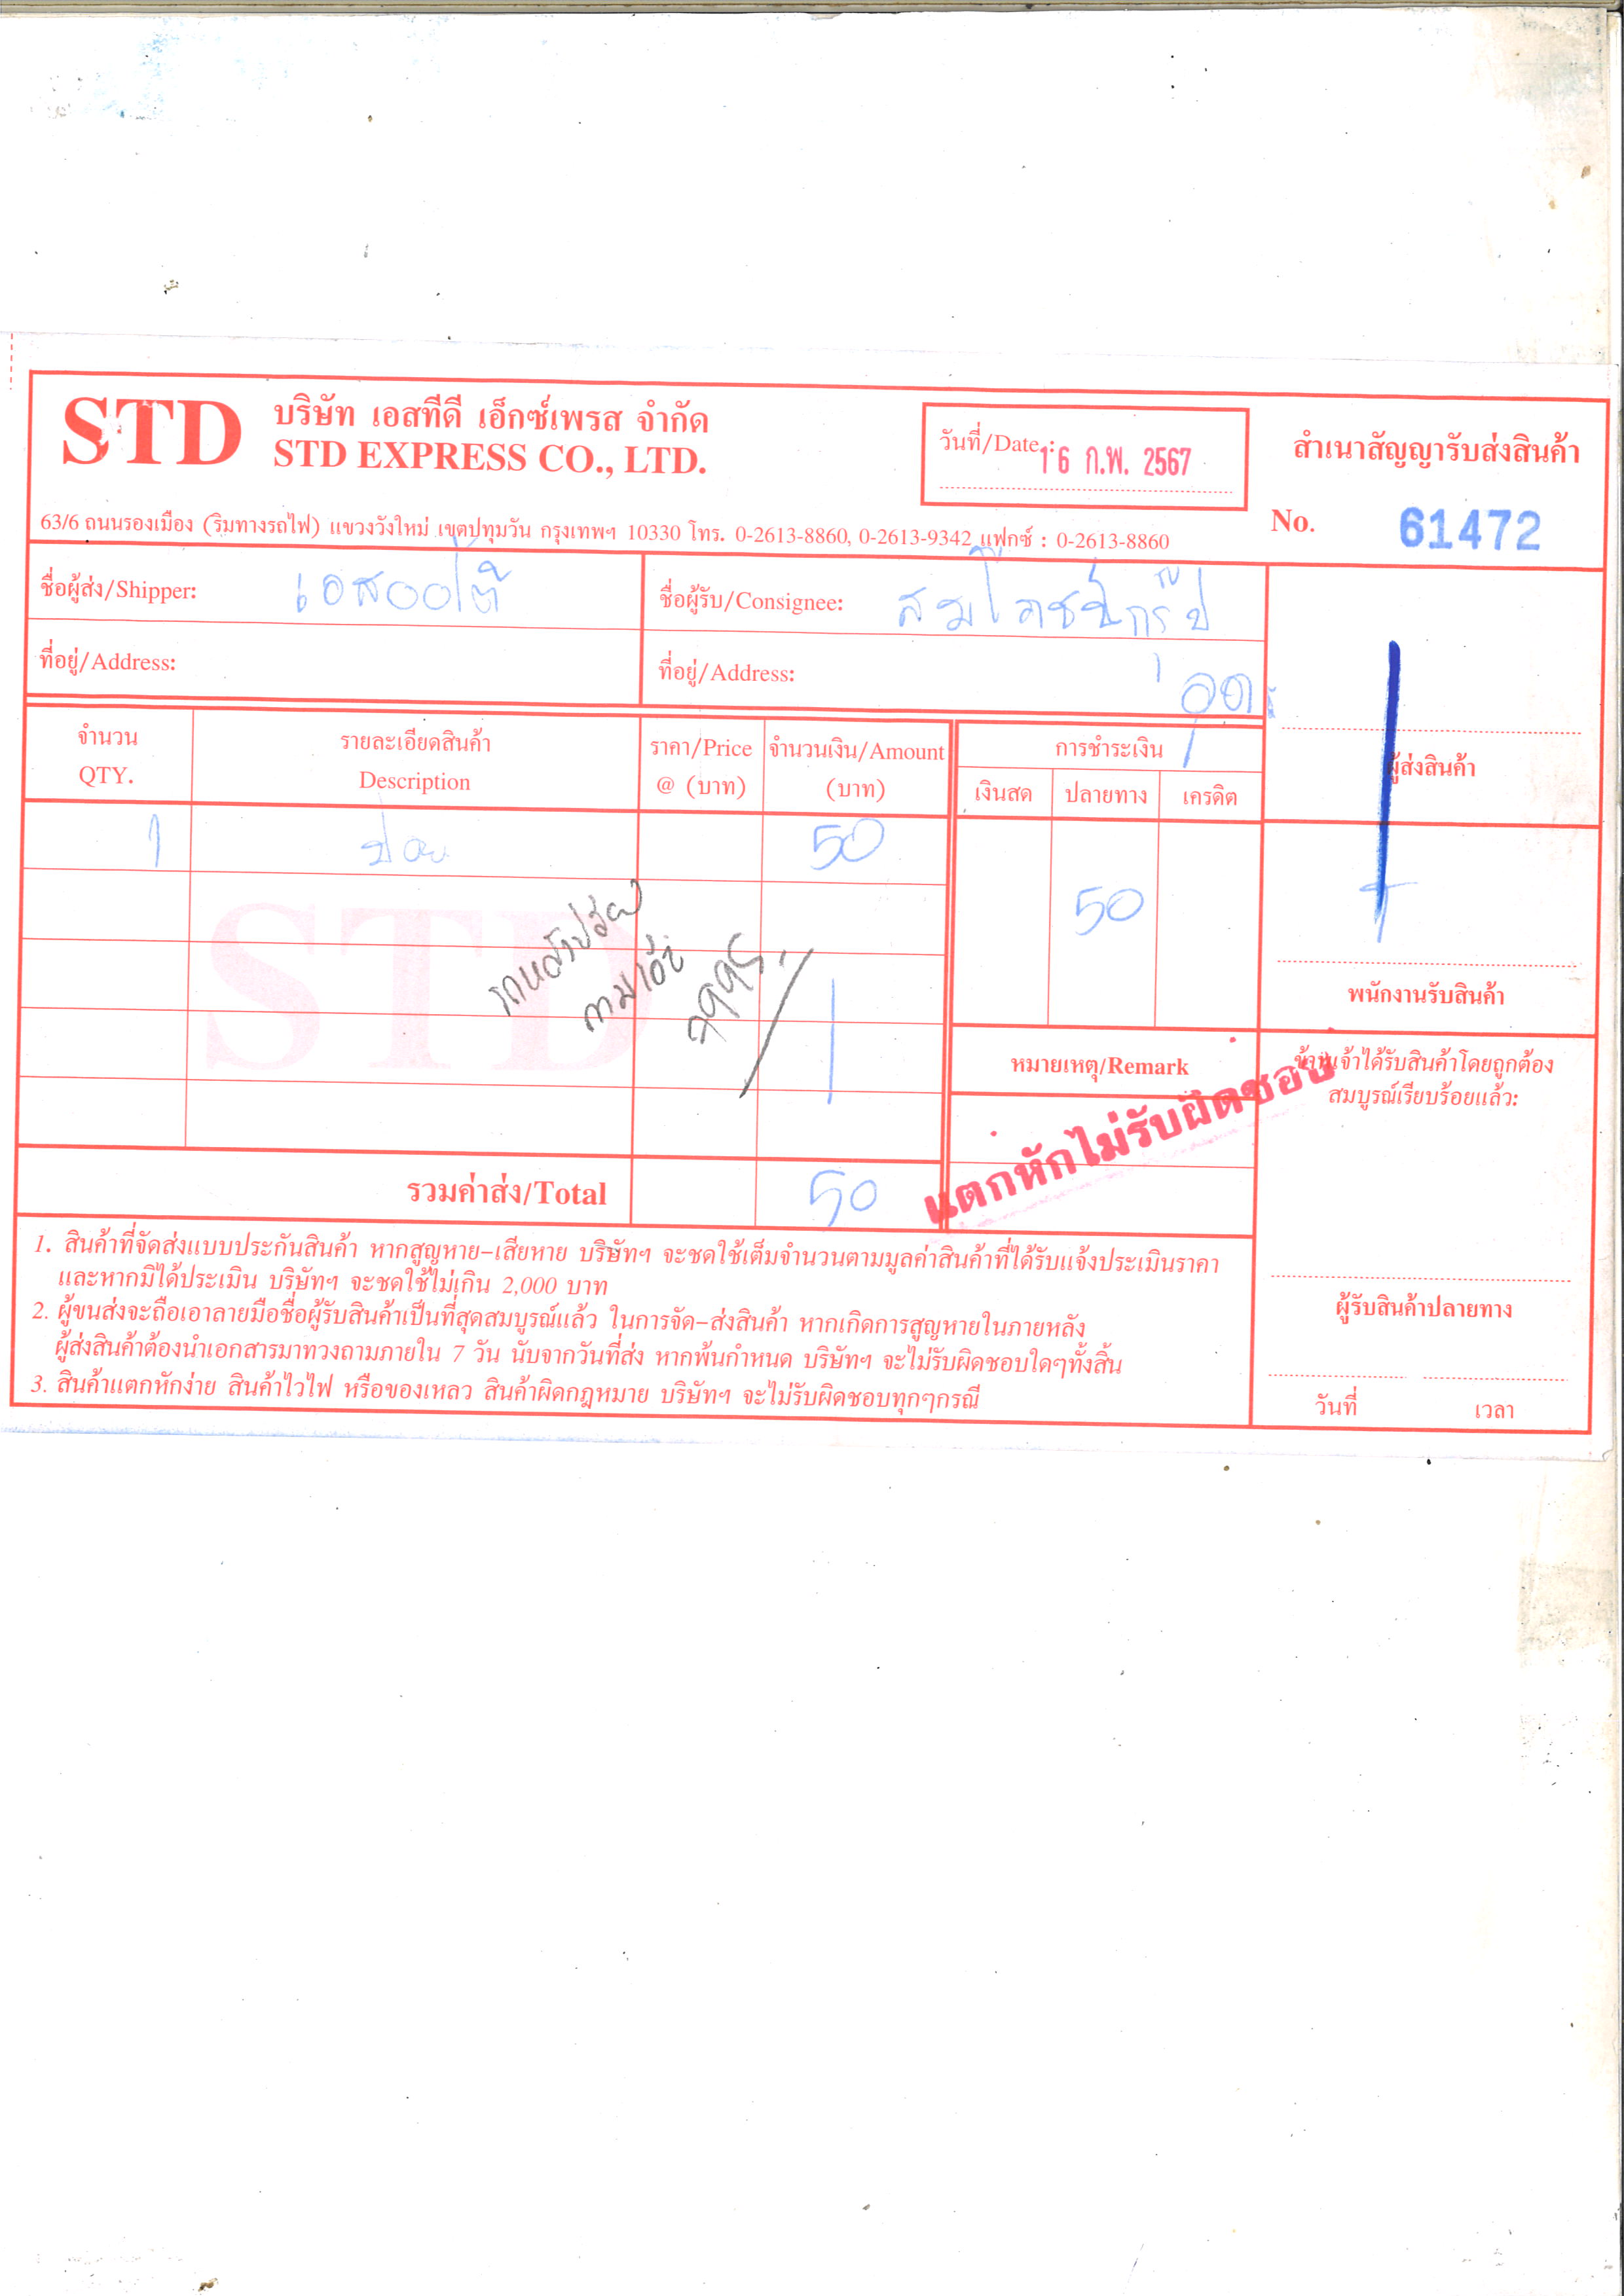 STD
บริษัท เอสทีดี เอ็กซ์เพรส จำกัด
STD EXPRESS CO., LTD.
วันที่/Date : 16 ก.พ. 2567
สำเนาสัญญารับส่งสินค้า
No. 61472
63/6 ถนนรองเมือง (ริมทางรถไฟ) แขวงวังใหม่ เขตปทุมวัน กรุงเทพฯ 10330 โทร. 0-2613-8860, 0-2613-9342 แฟกซ์ : 0-2613-8860
ชื่อผู้ส่ง/Shipper:
ชื่อผู้รับ/Consignee:
ที่อยู่/Address:
ที่อยู่/Address:
ผู้ส่งสินค้า
จำนวน รายละเอียดสินค้า ราคา/Price จำนวนเงิน/Amount การชำระเงิน
QTY. Description @ (บาท) (บาท) เงินสด ปลายทาง เครดิต
1 50
50
พนักงานรับสินค้า
หมายเหตุ/Remark
แตกหักไม่รับผิดชอบ
ข้าพเจ้าได้รับสินค้าโดยถูกต้อง
สมบูรณ์เรียบร้อยแล้ว:
รวมค่าส่ง/Total 50
1. สินค้าที่จัดส่งแบบประกันสินค้า หากสูญหาย-เสียหาย บริษัทฯ จะชดใช้เต็มจำนวนตามมูลค่าสินค้าที่ได้รับแจ้งประเมินราคา
และหากมิได้ประเมิน บริษัทฯ จะชดใช้ไม่เกิน 2,000 บาท
2. ผู้ขนส่งจะถือเอาลายมือชื่อผู้รับสินค้าเป็นที่สุดสมบูรณ์แล้ว ในการจัด-ส่งสินค้า หากเกิดการสูญหายในภายหลัง
ผู้ส่งสินค้าต้องนำเอกสารมาทวงถามภายใน 7 วัน นับจากวันที่ส่ง หากพ้นกำหนด บริษัทฯ จะไม่รับผิดชอบใดๆทั้งสิ้น
3. สินค้าแตกหักง่าย สินค้าไวไฟ หรือของเหลว สินค้าผิดกฎหมาย บริษัทฯ จะไม่รับผิดชอบทุกๆกรณี
ผู้รับสินค้าปลายทาง
วันที่ เวลา